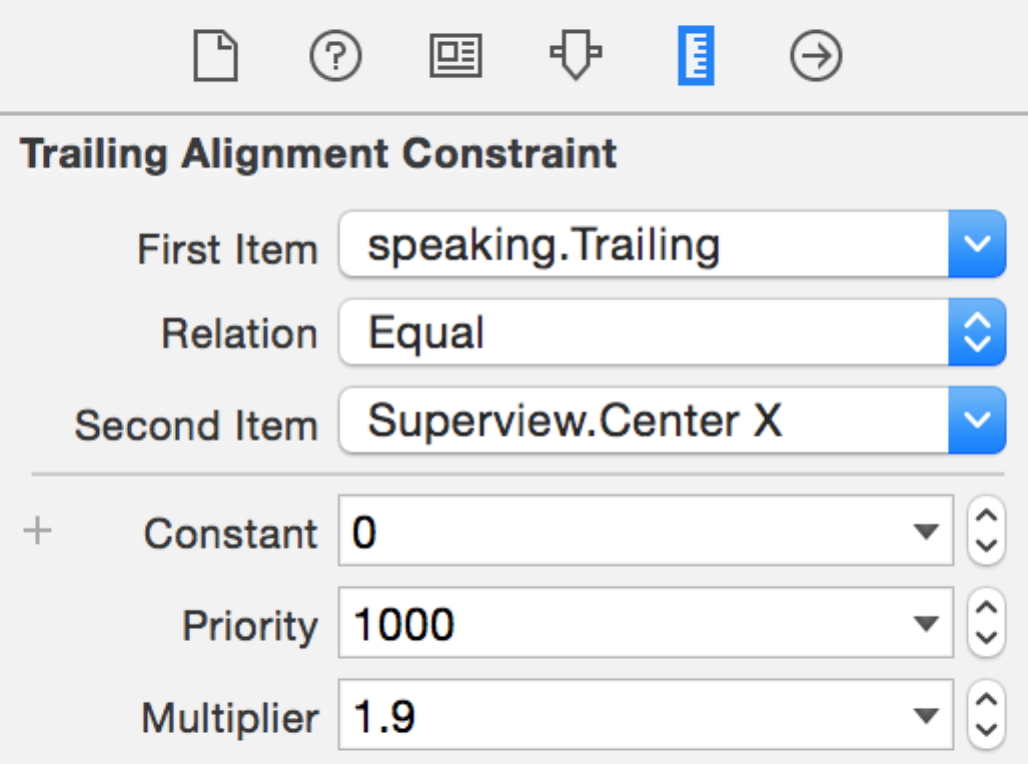 Trailing Alignment Constraint
First Item speaking.Trailing
Relation Equal
Second Item Superview.Center X
+ Constant 0
Priority 1000
Multiplier 1.9